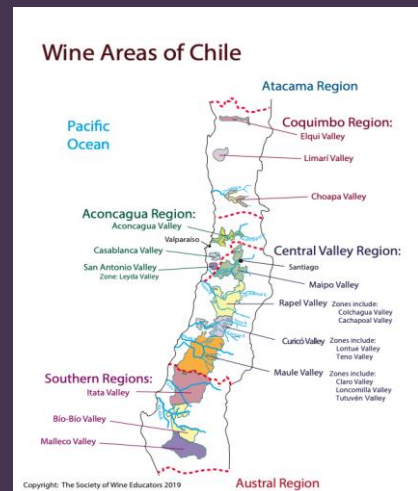 Wine Areas of Chile
Atacama Region
Pacific
Ocean
Coquimbo Region:
Elqui Valley
Limarí Valley
Choapa Valley
Aconcagua Region:
Aconcagua Valley
Valparaíso
Casablanca Valley
San Antonio Valley
Zone: Leyda Valley
Central Valley Region:
Santiago
Maipo Valley
Rapel Valley Zones include:
Colchagua Valley
Cachapoal Valley
Curicó Valley Zones include:
Lontué Valley
Teno Valley
Maule Valley Zones include:
Claro Valley
Loncomilla Valley
Tutuvén Valley
Southern Regions:
Itata Valley
Bío-Bío Valley
Malleco Valley
Austral Region
Copyright: The Society of Wine Educators 2019